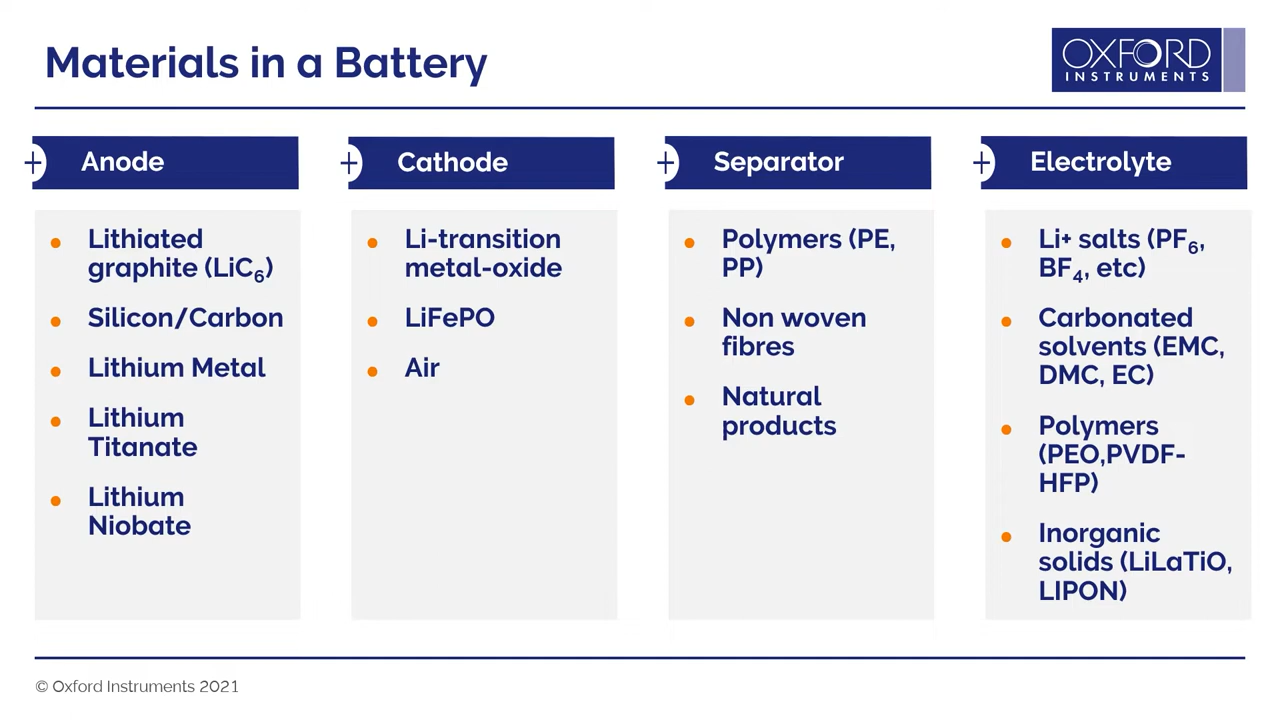 Materials in a Battery
OXFORD
INSTRUMENTS
+ Anode
• Lithiated
graphite (LiC₆)
• Silicon/Carbon
• Lithium Metal
• Lithium
Titanate
• Lithium
Niobate
+ Cathode
• Li-transition
metal-oxide
• LiFePO
• Air
+ Separator
• Polymers (PE,
PP)
• Non woven
fibres
• Natural
products
+ Electrolyte
• Li+ salts (PF₆,
BF₄, etc)
• Carbonated
solvents (EMC,
DMC, EC)
• Polymers
(PEO,PVDF-
HFP)
• Inorganic
solids (LiLaTiO,
LIPON)
© Oxford Instruments 2021